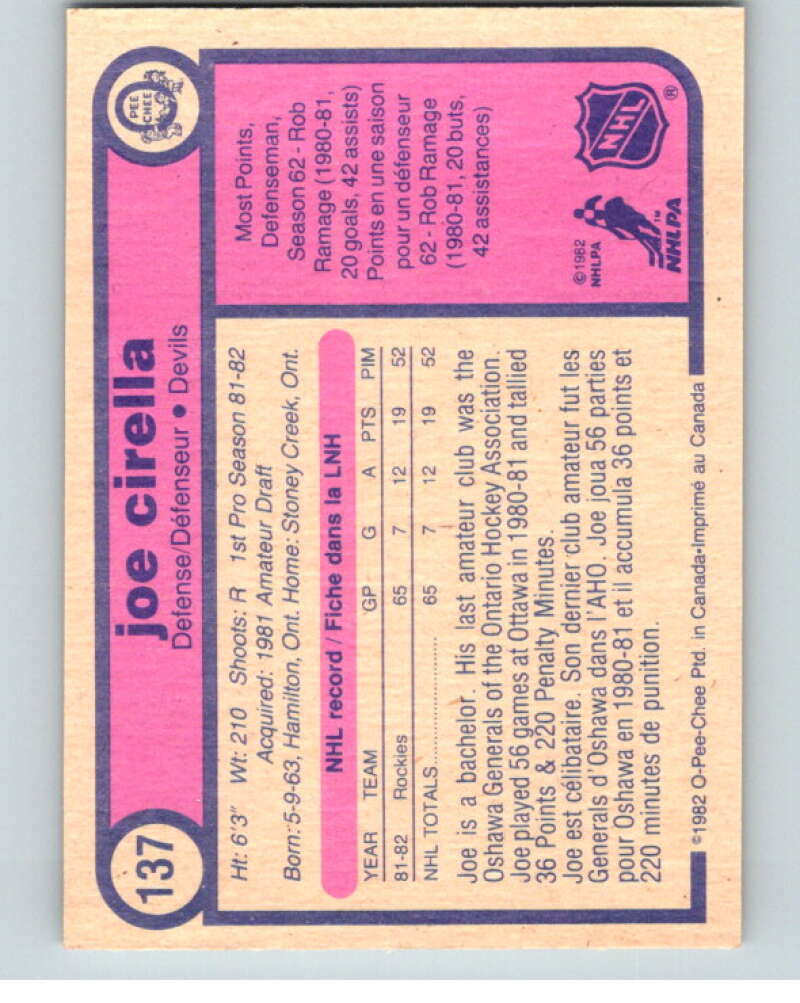 137
joe cirella
Defense/Défenseur • Devils
O
PEE
CHEE
Ht: 6'3" Wt: 210 Shoots: R 1st Pro Season 81-82
Acquired: 1981 Amateur Draft
Born: 5-9-63, Hamilton, Ont. Home: Stoney Creek, Ont.
NHL record / Fiche dans la LNH
YEAR TEAM GP G A PTS PIM
81-82 Rockies 65 7 12 19 52
NHL TOTALS 65 7 12 19 52
Joe is a bachelor. His last amateur club was the
Oshawa Generals of the Ontario Hockey Association.
Joe played 56 games at Ottawa in 1980-81 and tallied
36 Points & 220 Penalty Minutes.
Joe est célibataire. Son dernier club amateur fut les
Generals d'Oshawa dans l'AHO. Joe joua 56 parties
pour Oshawa en 1980-81 et il accumula 36 points et
220 minutes de punition.
Most Points,
Defenseman,
Season 62 - Rob
Ramage (1980-81,
20 goals, 42 assists)
Points en une saison
pour un défenseur
62 - Rob Ramage
(1980-81, 20 buts,
42 assistances)
©1982
NHLPA
NHLPA™
NHL®
©1982 O-Pee-Chee Ptd. in Canada•Imprimé au Canada